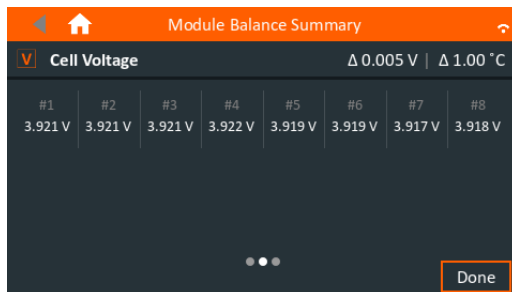 Module Balance Summary
V Cell Voltage Δ 0.005 V | Δ 1.00 °C
#1 #2 #3 #4 #5 #6 #7 #8
3.921 V 3.921 V 3.921 V 3.922 V 3.919 V 3.919 V 3.917 V 3.918 V
Done